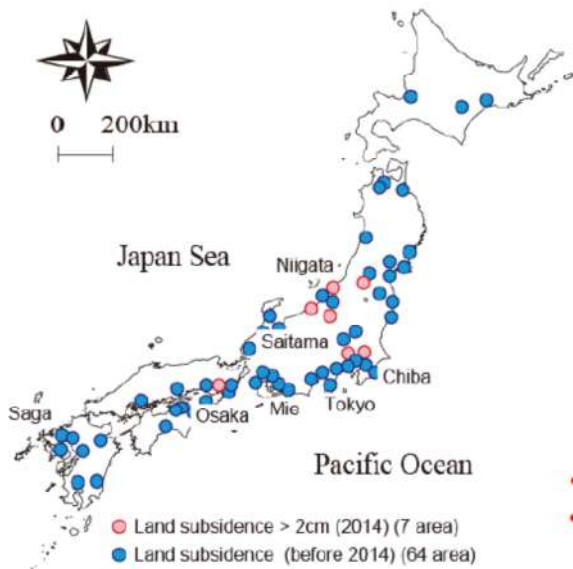 0 200km
Japan Sea
Niigata
Saitama
Chiba
Saga
Osaka
Mie
Tokyo
Pacific Ocean
Land subsidence > 2cm (2014) (7 area)
Land subsidence (before 2014) (64 area)